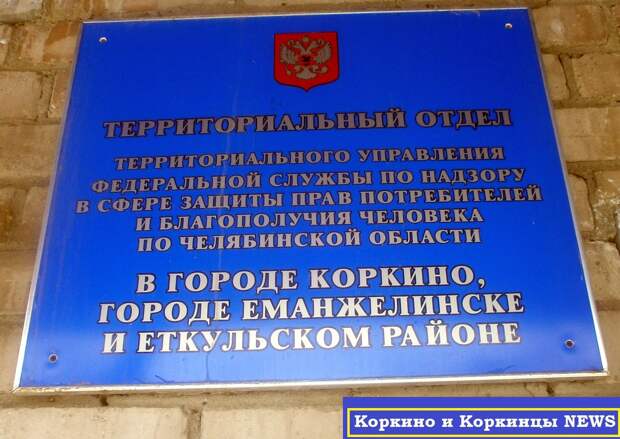 ТЕРРИТОРИАЛЬНЫЙ ОТДЕЛ
ТЕРРИТОРИАЛЬНОГО УПРАВЛЕНИЯ
ФЕДЕРАЛЬНОЙ СЛУЖБЫ ПО НАДЗОРУ
В СФЕРЕ ЗАЩИТЫ ПРАВ ПОТРЕБИТЕЛЕЙ
И БЛАГОПОЛУЧИЯ ЧЕЛОВЕКА
ПО ЧЕЛЯБИНСКОЙ ОБЛАСТИ
В ГОРОДЕ КОРКИНО,
ГОРОДЕ ЕМАНЖЕЛИНСКЕ
И ЕТКУЛЬСКОМ РАЙОНЕ
Коркино и Коркинцы NEWS